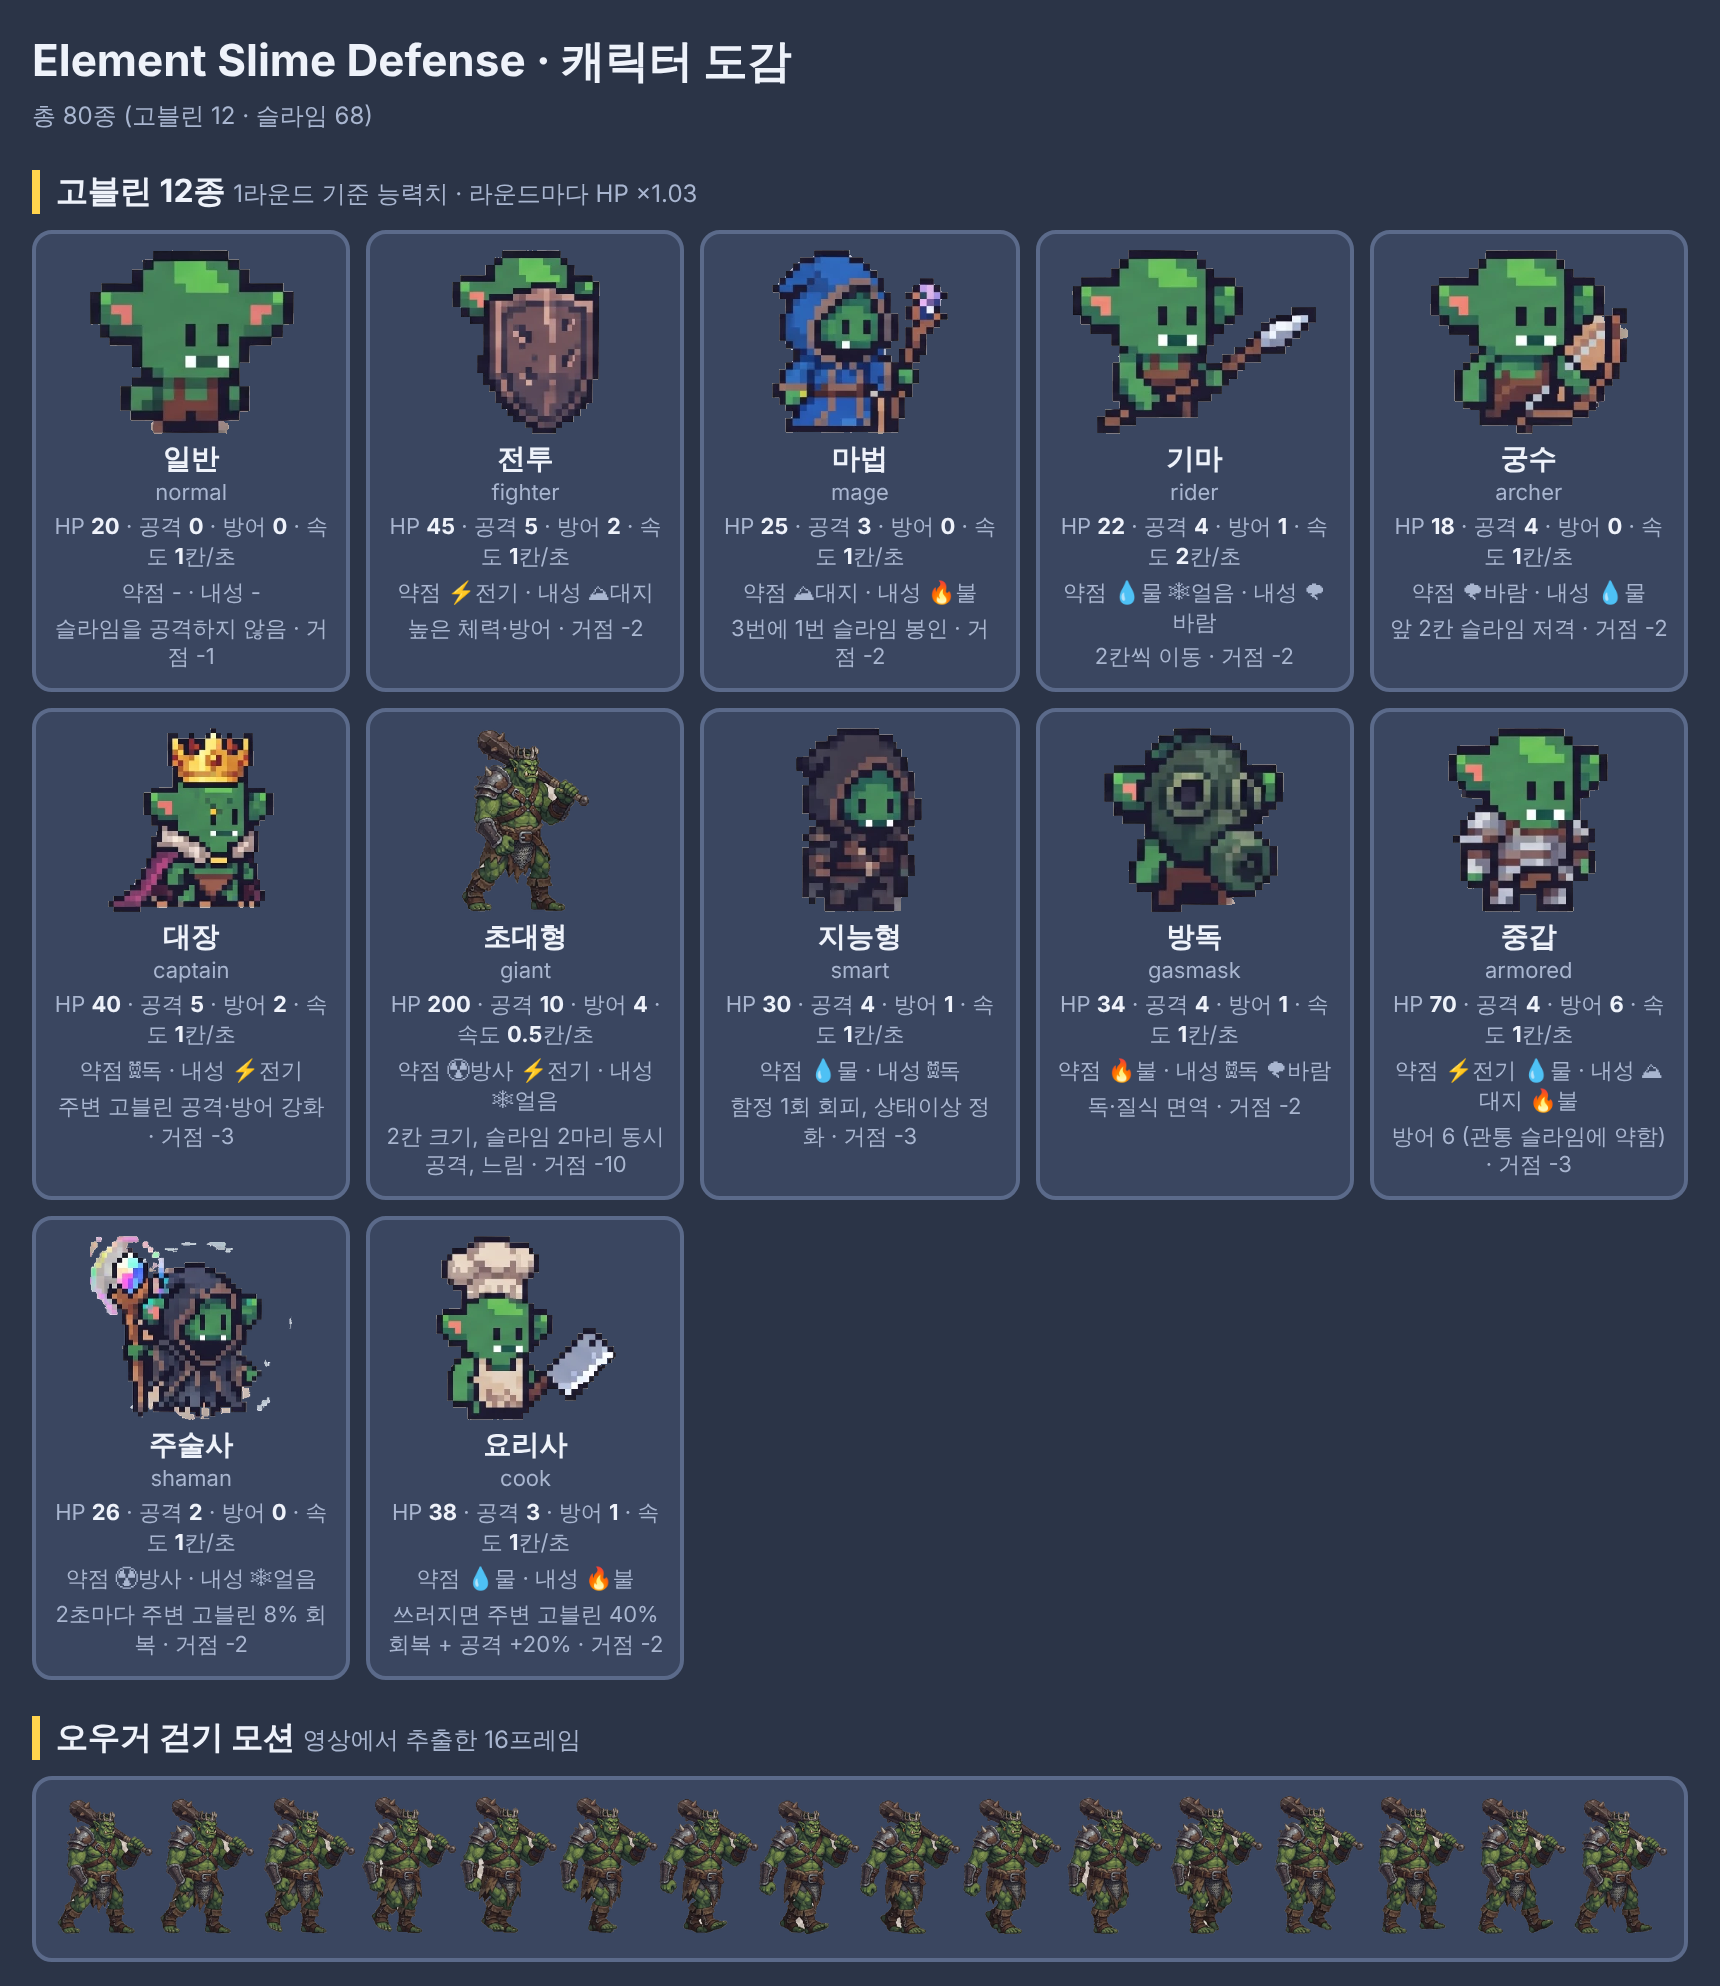 Element Slime Defense · 캐릭터 도감
총 80종 (고블린 12 · 슬라임 68)
고블린 12종 1라운드 기준 능력치 · 라운드마다 HP ×1.03
일반
normal
HP 20 · 공격 0 · 방어 0 · 속
도 1칸/초
약점 - · 내성 -
슬라임을 공격하지 않음 · 거
점 -1
전투
fighter
HP 45 · 공격 5 · 방어 2 · 속
도 1칸/초
약점 ⚡전기 · 내성 ⛰대지
높은 체력·방어 · 거점 -2
마법
mage
HP 25 · 공격 3 · 방어 0 · 속
도 1칸/초
약점 ⛰대지 · 내성 🔥불
3번에 1번 슬라임 봉인 · 거
점 -2
기마
rider
HP 22 · 공격 4 · 방어 1 · 속
도 2칸/초
약점 💧물 ❄얼음 · 내성 🌪
바람
2칸씩 이동 · 거점 -2
궁수
archer
HP 18 · 공격 4 · 방어 0 · 속
도 1칸/초
약점 🌪바람 · 내성 💧물
앞 2칸 슬라임 저격 · 거점 -2
대장
captain
HP 40 · 공격 5 · 방어 2 · 속
도 1칸/초
약점 ☠독 · 내성 ⚡전기
주변 고블린 공격·방어 강화
· 거점 -3
초대형
giant
HP 200 · 공격 10 · 방어 4 ·
속도 0.5칸/초
약점 ☢방사 ⚡전기 · 내성
❄얼음
2칸 크기, 슬라임 2마리 동시
공격, 느림 · 거점 -10
지능형
smart
HP 30 · 공격 4 · 방어 1 · 속
도 1칸/초
약점 💧물 · 내성 ☠독
함정 1회 회피, 상태이상 정
화 · 거점 -3
방독
gasmask
HP 34 · 공격 4 · 방어 1 · 속
도 1칸/초
약점 🔥불 · 내성 ☠독 🌪바람
독·질식 면역 · 거점 -2
중갑
armored
HP 70 · 공격 4 · 방어 6 · 속
도 1칸/초
약점 ⚡전기 💧물 · 내성 ⛰
대지 🔥불
방어 6 (관통 슬라임에 약함)
· 거점 -3
주술사
shaman
HP 26 · 공격 2 · 방어 0 · 속
도 1칸/초
약점 ☢방사 · 내성 ❄얼음
2초마다 주변 고블린 8% 회
복 · 거점 -2
요리사
cook
HP 38 · 공격 3 · 방어 1 · 속
도 1칸/초
약점 💧물 · 내성 🔥불
쓰러지면 주변 고블린 40%
회복 + 공격 +20% · 거점 -2
오우거 걷기 모션 영상에서 추출한 16프레임